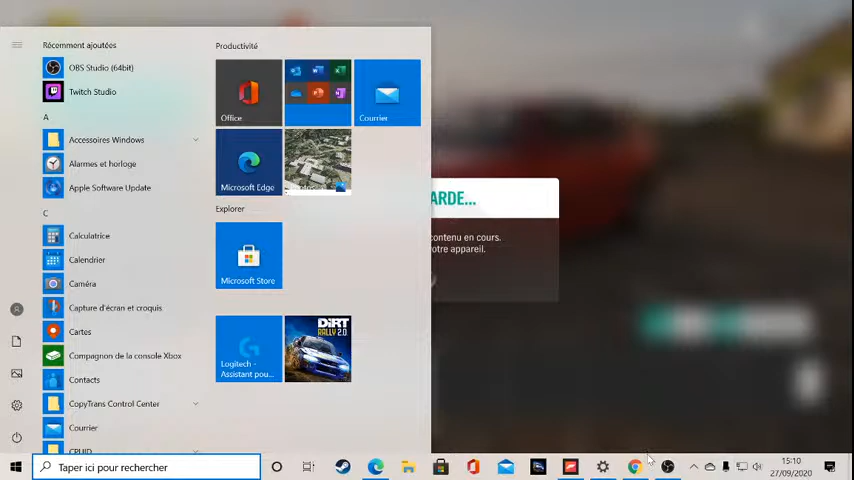 Récemment ajoutées
OBS Studio (64bit)
Twitch Studio
A
Accessoires Windows
Alarmes et horloge
Apple Software Update
C
Calculatrice
Calendrier
Caméra
Capture d'écran et croquis
Cartes
Compagnon de la console Xbox
Contacts
CopyTrans Control Center
Courrier
CPUID
Productivité
Office
Courrier
Microsoft Edge
Explorer
Microsoft Store
Logitech -
Assistant pou...
DiRT
RALLY 2.0
ARDE...
contenu en cours.
votre appareil.
Taper ici pour rechercher
15:10
27/09/2020